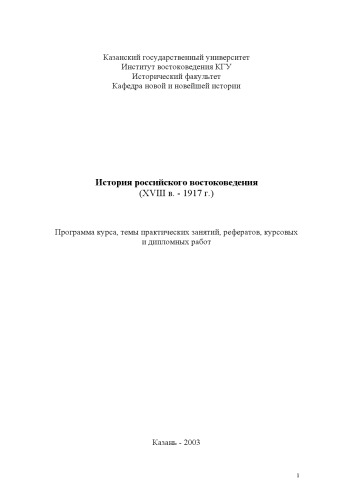 Казанский государственный университет
Институт востоковедения КГУ
Исторический факультет
Кафедра новой и новейшей истории
История российского востоковедения
(XVIII в. - 1917 г.)
Программа курса, темы практических занятий, рефератов, курсовых
и дипломных работ
Казань - 2003
1